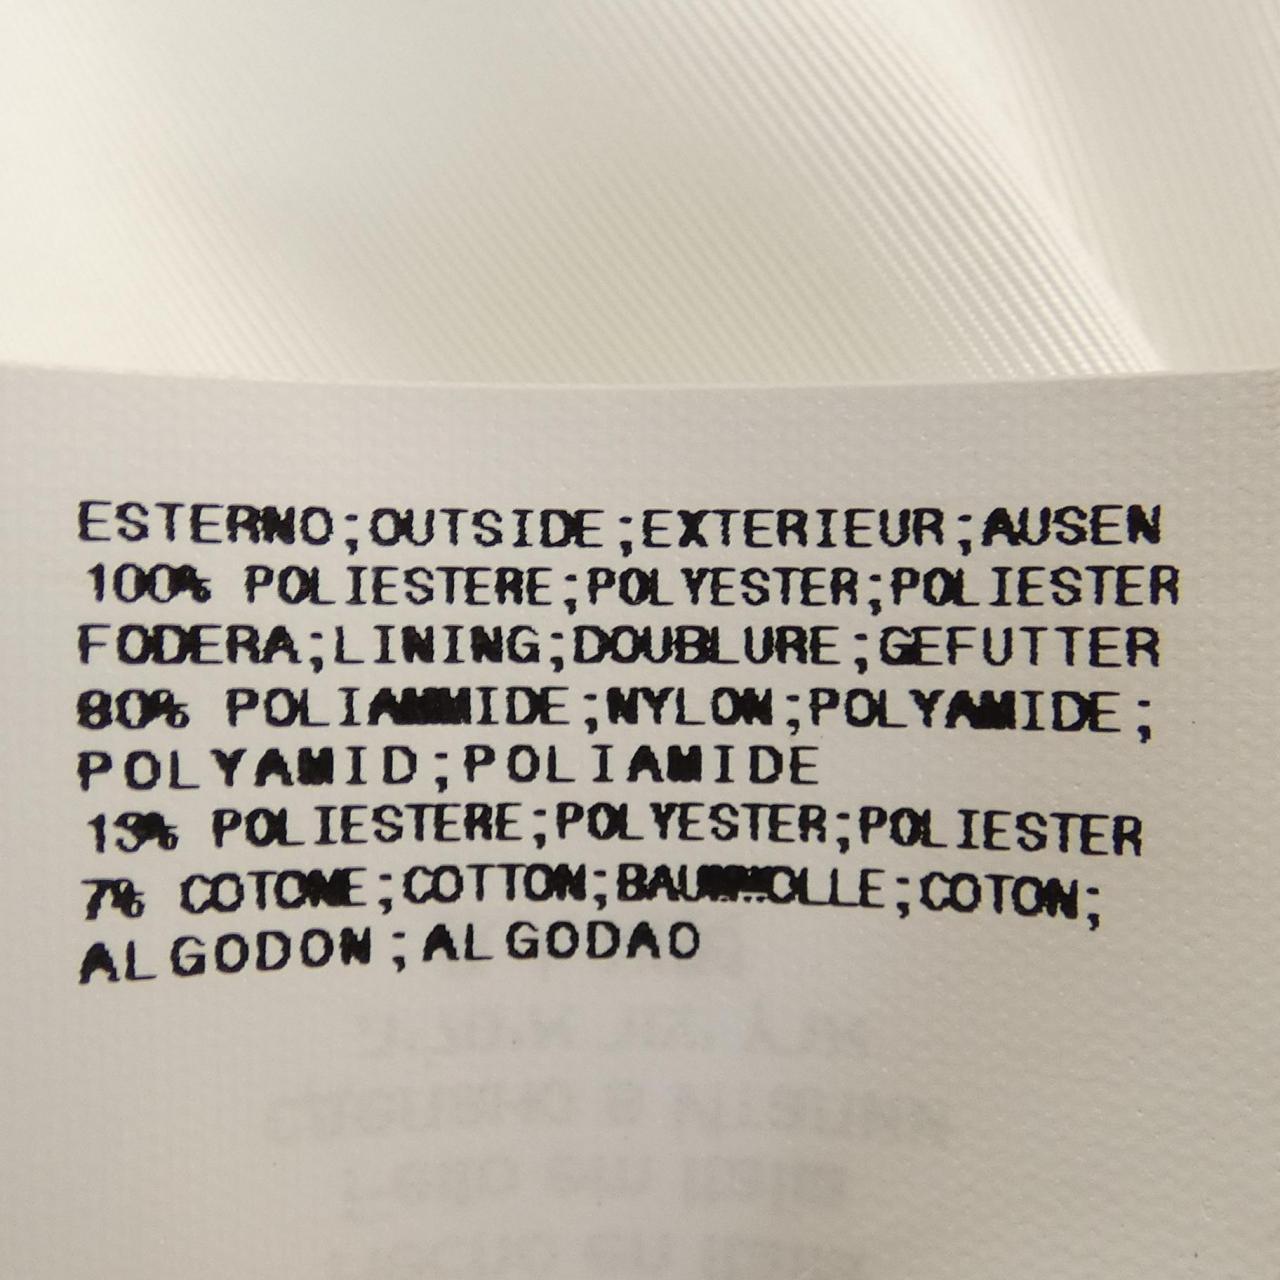 ESTERNO;OUTSIDE;EXTERIEUR;AUSEN
100% POLIESTERE;POLYESTER;POLIESTER
FODERA;LINING;DOUBLURE;GEFUTTER
80% POLIAMMIDE;NYLON;POLYAMIDE;
POLYAMID;POLIAMIDE
13% POLIESTERE;POLYESTER;POLIESTER
7% COTONE;COTTON;BAUMWOLLE;COTON;
ALGODON;ALGODAO